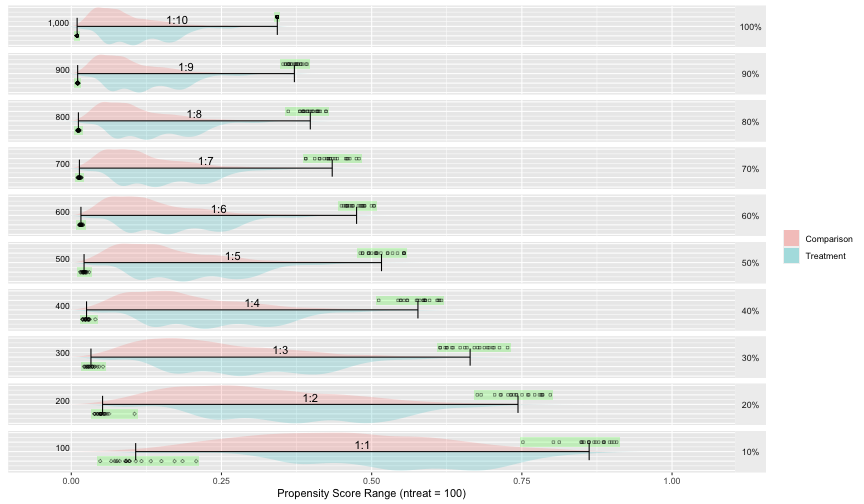 1,000 1:10 100%
900 1:9 90%
800 1:8 80%
700 1:7 70%
600 1:6 60%
500 1:5 50%
400 1:4 40%
300 1:3 30%
200 1:2 20%
100 1:1 10%
0.00 0.25 0.50 0.75 1.00
Propensity Score Range (ntreat = 100)
Comparison
Treatment